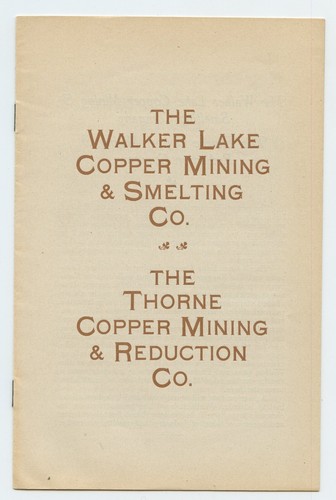 THE
WALKER LAKE
COPPER MINING
& SMELTING
CO.
THE
THORNE
COPPER MINING
& REDUCTION
CO.